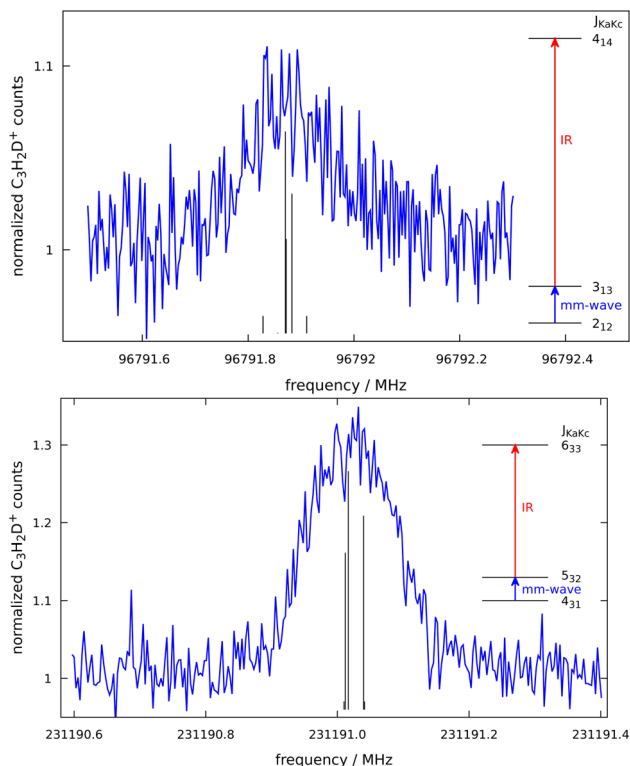 normalized C₃H₂D⁺ counts
1.1
1
J_KaKc
4₁₄
IR
3₁₃
mm-wave
2₁₂
96791.6 96791.8 96792 96792.2 96792.4
frequency / MHz
normalized C₃H₂D⁺ counts
1.3
1.2
1.1
1
J_KaKc
6₃₃
IR
5₃₂
mm-wave
4₃₁
231190.6 231190.8 231191.0 231191.2 231191.4
frequency / MHz